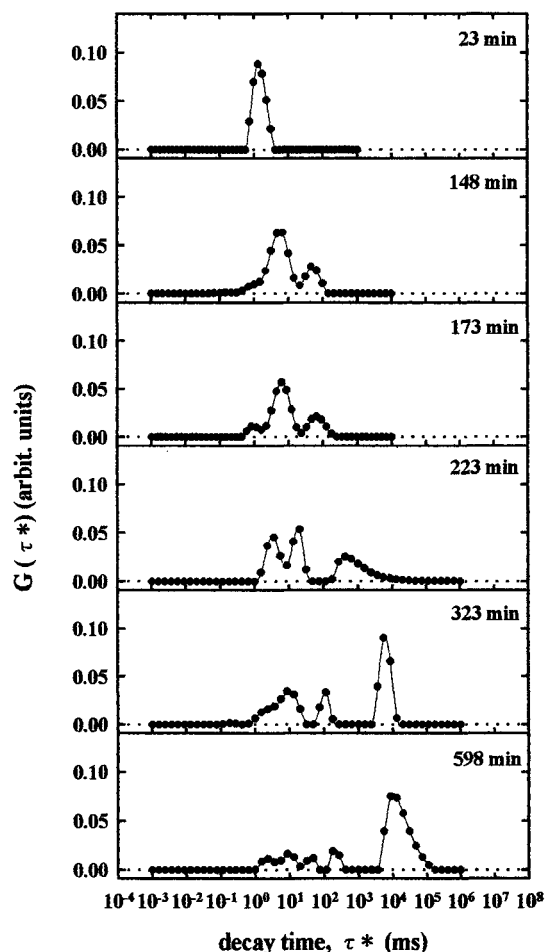 23 min
0.10
0.05
0.00
148 min
0.10
0.05
0.00
173 min
0.10
0.05
0.00
223 min
0.10
0.05
0.00
323 min
0.10
0.05
0.00
598 min
0.10
0.05
0.00
G ( τ *) (arbit. units)
10⁻⁴ 10⁻³ 10⁻² 10⁻¹ 10⁰ 10¹ 10² 10³ 10⁴ 10⁵ 10⁶ 10⁷ 10⁸
decay time, τ * (ms)